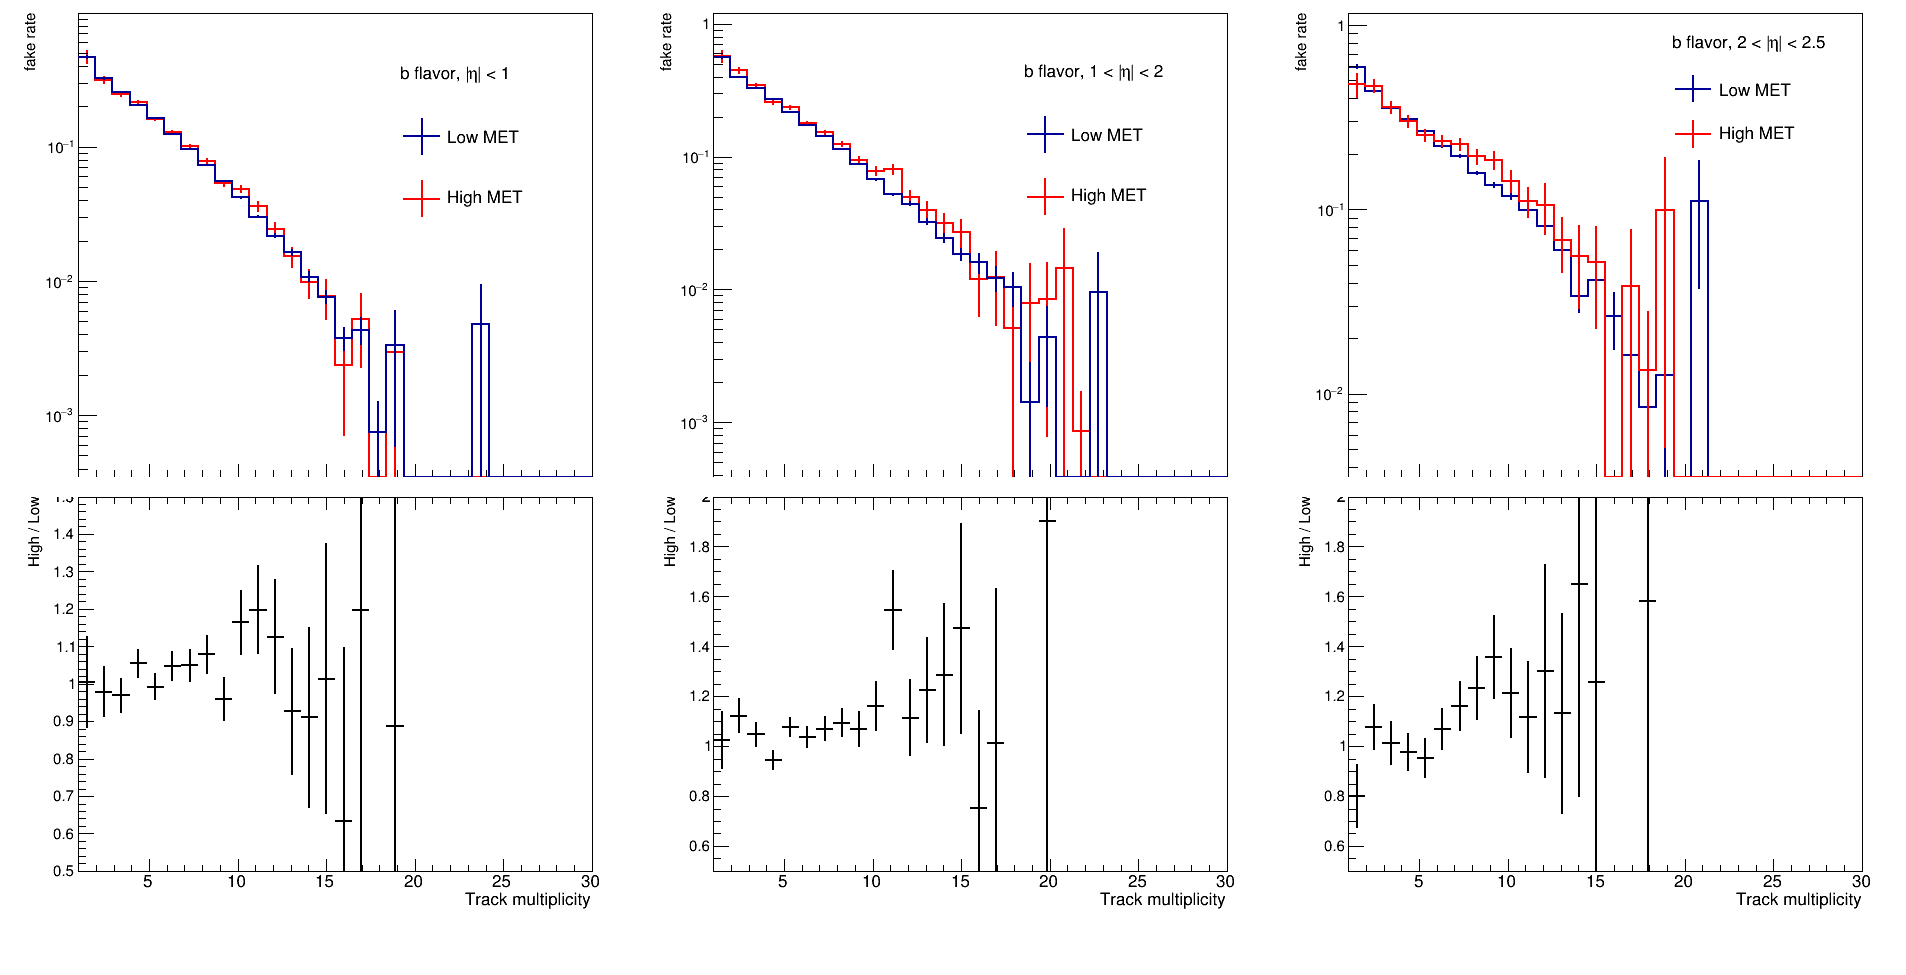 fake rate
b flavor, |η| < 1
Low MET
High MET
10⁻¹
10⁻²
10⁻³
High / Low
1.5
1.4
1.3
1.2
1.1
1
0.9
0.8
0.7
0.6
0.5
5 10 15 20 25 30
Track multiplicity
fake rate
1
b flavor, 1 < |η| < 2
Low MET
High MET
10⁻¹
10⁻²
10⁻³
High / Low
2
1.8
1.6
1.4
1.2
1
0.8
0.6
5 10 15 20 25 30
Track multiplicity
fake rate
1
b flavor, 2 < |η| < 2.5
Low MET
High MET
10⁻¹
10⁻²
High / Low
2
1.8
1.6
1.4
1.2
1
0.8
0.6
5 10 15 20 25 30
Track multiplicity